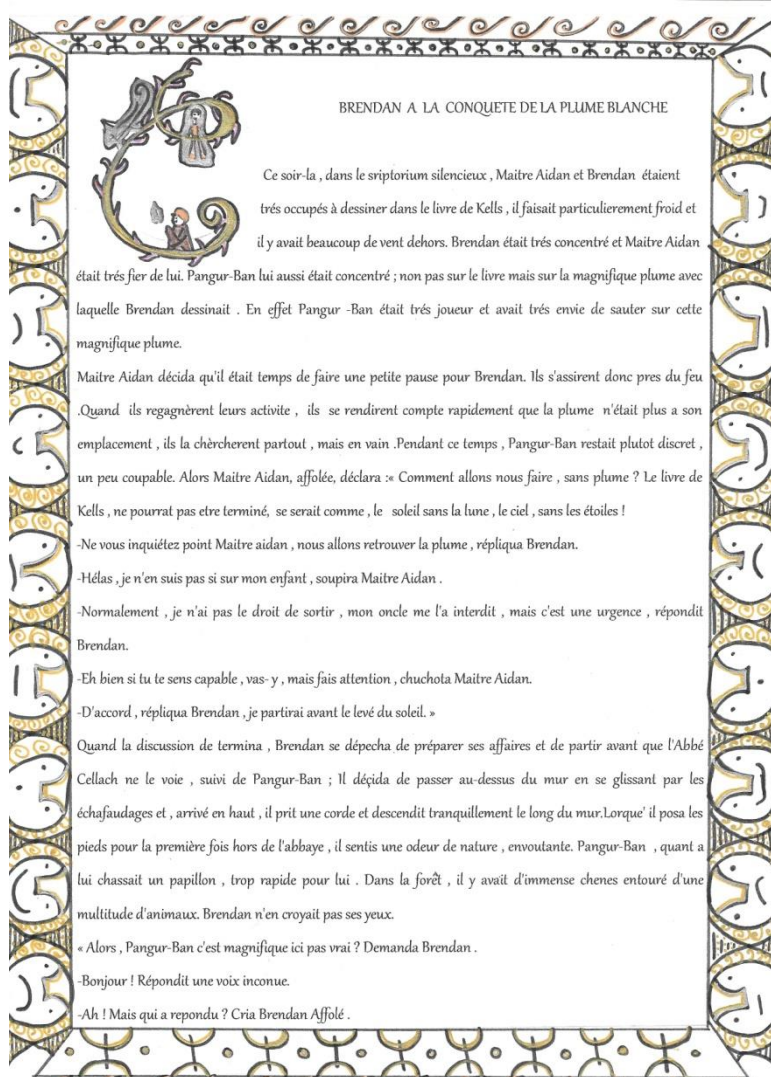 BRENDAN A LA CONQUETE DE LA PLUME BLANCHE
Ce soir-la , dans le sriptorium silencieux , Maitre Aidan et Brendan étaient
trés occupés à dessiner dans le livre de Kells , il faisait particulierement froid et
il y avait beaucoup de vent dehors. Brendan était trés concentré et Maitre Aidan
était trés fier de lui. Pangur-Ban lui aussi était concentré ; non pas sur le livre mais sur la magnifique plume avec
laquelle Brendan dessinait . En effet Pangur -Ban était trés joueur et avait trés envie de sauter sur cette
magnifique plume.
Maitre Aidan décida qu'il était temps de faire une petite pause pour Brendan. Ils s'assirent donc pres du feu
.Quand ils regagnèrent leurs activite , ils se rendirent compte rapidement que la plume n'était plus a son
emplacement , ils la chèrcherent partout , mais en vain .Pendant ce temps , Pangur-Ban restait plutot discret ,
un peu coupable. Alors Maitre Aidan, affolée, déclara :« Comment allons nous faire , sans plume ? Le livre de
Kells , ne pourrat pas etre terminé, se serait comme , le soleil sans la lune , le ciel , sans les étoiles !
-Ne vous inquiétez point Maitre aidan , nous allons retrouver la plume , répliqua Brendan.
-Hélas , je n'en suis pas si sur mon enfant , soupira Maitre Aidan .
-Normalement , je n'ai pas le droit de sortir , mon oncle me l'a interdit , mais c'est une urgence , répondit
Brendan.
-Eh bien si tu te sens capable , vas- y , mais fais attention , chuchota Maitre Aidan.
-D'accord , répliqua Brendan , je partirai avant le levé du soleil. »
Quand la discussion de termina , Brendan se dépecha de préparer ses affaires et de partir avant que l'Abbé
Cellach ne le voie , suivi de Pangur-Ban ; Il déçida de passer au-dessus du mur en se glissant par les
échafaudages et , arrivé en haut , il prit une corde et descendit tranquillement le long du mur.Lorque' il posa les
pieds pour la première fois hors de l'abbaye , il sentis une odeur de nature , envoutante. Pangur-Ban , quant a
lui chassait un papillon , trop rapide pour lui . Dans la forêt , il y avait d'immense chenes entouré d'une
multitude d'animaux. Brendan n'en croyait pas ses yeux.
« Alors , Pangur-Ban c'est magnifique ici pas vrai ? Demanda Brendan .
-Bonjour ! Répondit une voix inconue.
-Ah ! Mais qui a repondu ? Cria Brendan Affolé .